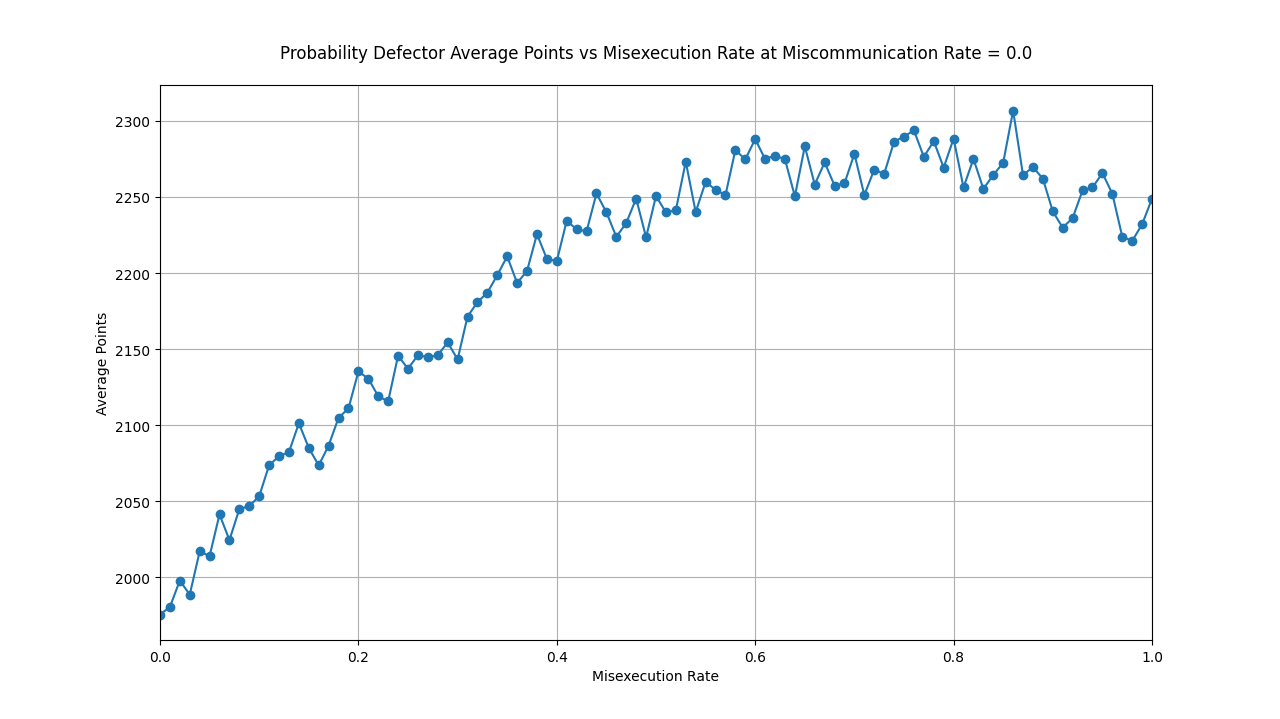 Probability Defector Average Points vs Misexecution Rate at Miscommunication Rate = 0.0
2300
2250
2200
2150
2100
2050
2000
Average Points
0.0 0.2 0.4 0.6 0.8 1.0
Misexecution Rate